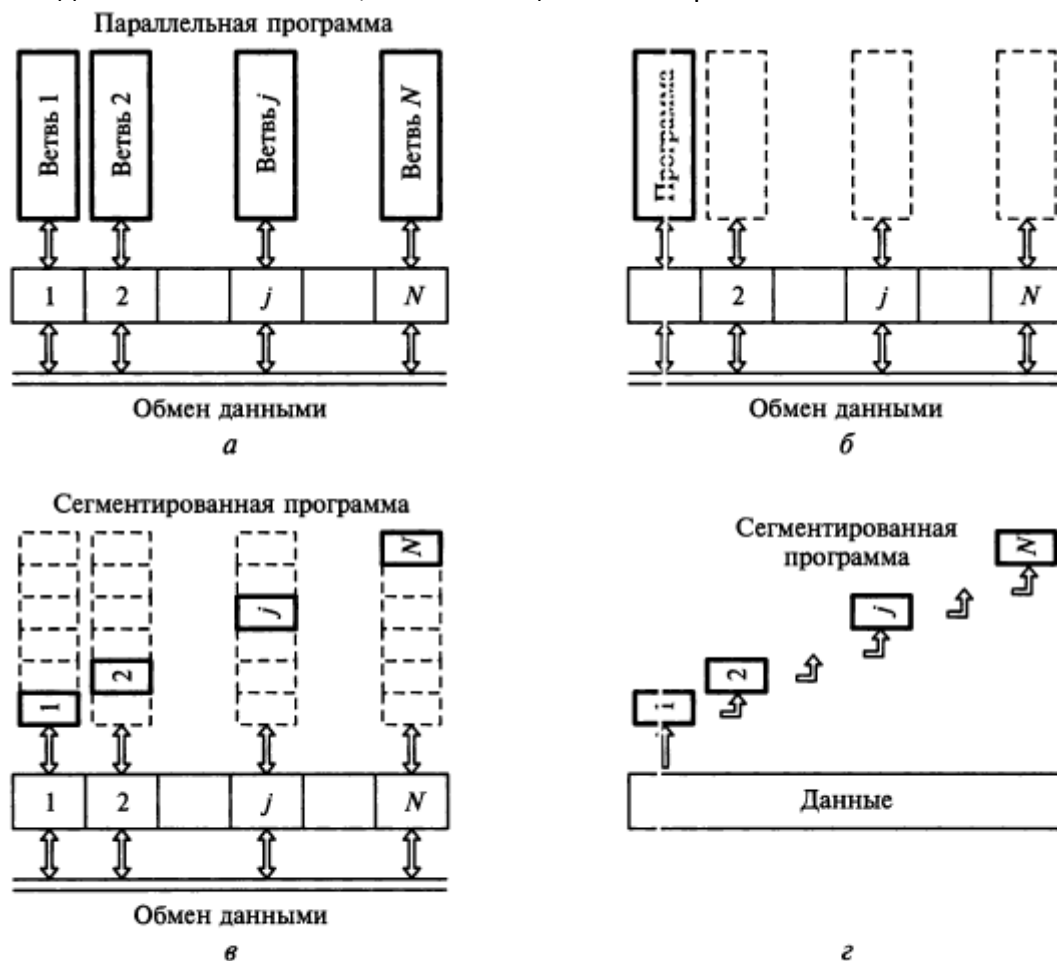 Параллельная программа
Ветвь 1
Ветвь 2
Ветвь j
Ветвь N
1 2 j N
Обмен данными
а
Программа
2 j N
Обмен данными
б
Сегментированная программа
1
2
j
N
1 2 j N
Обмен данными
в
Сегментированная
программа
2
j
N
Данные
г